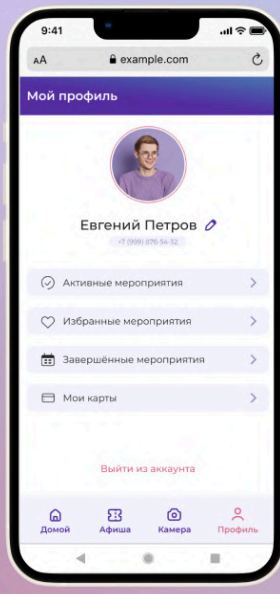 9:41
AA example.com
Мой профиль
Евгений Петров
+7 (999) 876-54-32
Активные мероприятия
Избранные мероприятия
Завершённые мероприятия
Мои карты
Выйти из аккаунта
Домой Афиша Камера Профиль